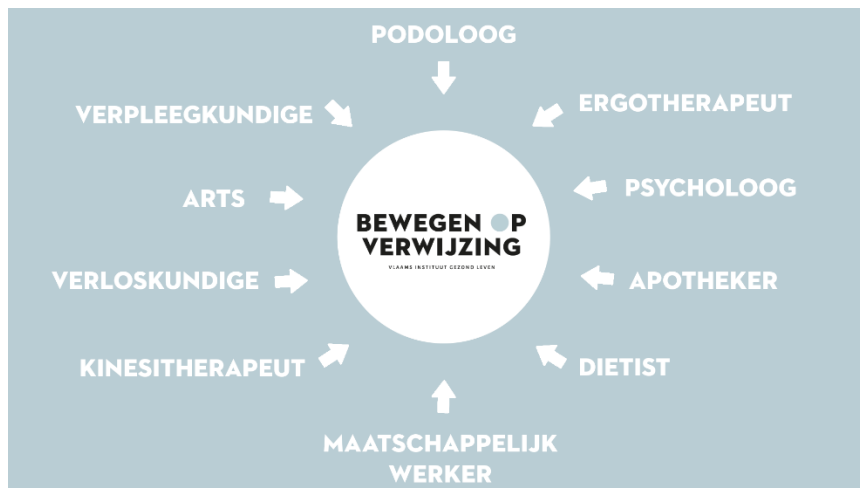 PODOLOOG
VERPLEEGKUNDIGE
ERGOTHERAPEUT
ARTS
PSYCHOLOOG
BEWEGEN OP
VERWIJZING
VLAAMS INSTITUUT GEZOND LEVEN
VERLOSKUNDIGE
APOTHEKER
KINESITHERAPEUT
DIETIST
MAATSCHAPPELIJK
WERKER